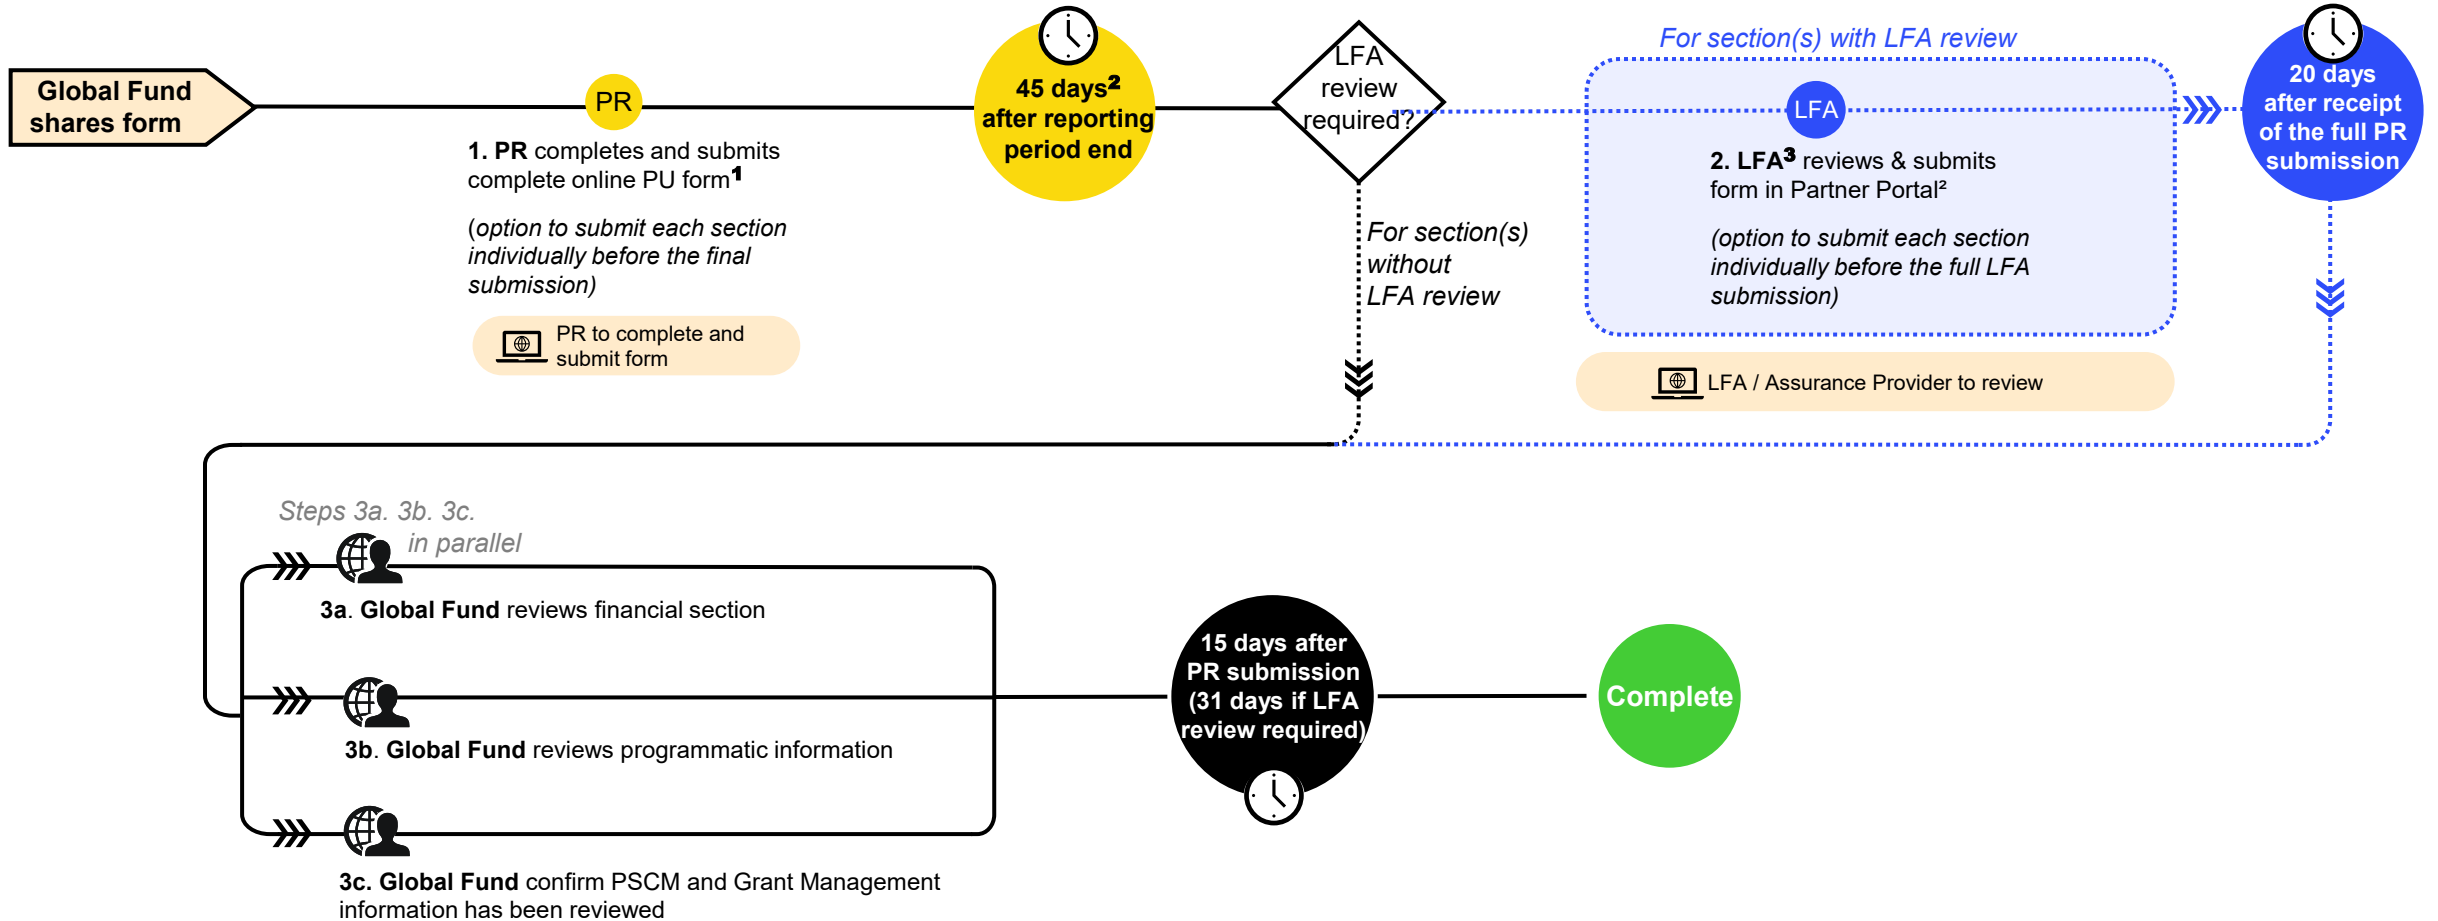 Global Fund
shares form
PR
1. PR completes and submits
complete online PU form¹
(option to submit each section
individually before the final
submission)
PR to complete and
submit form
45 days²
after reporting
period end
LFA
review
required?
For section(s)
without
LFA review
For section(s) with LFA review
LFA
2. LFA³ reviews & submits
form in Partner Portal²
(option to submit each section
individually before the full LFA
submission)
LFA / Assurance Provider to review
20 days
after receipt
of the full PR
submission
Steps 3a. 3b. 3c.
in parallel
3a. Global Fund reviews financial section
3b. Global Fund reviews programmatic information
3c. Global Fund confirm PSCM and Grant Management
information has been reviewed
15 days after
PR submission
(31 days if LFA
review required)
Complete